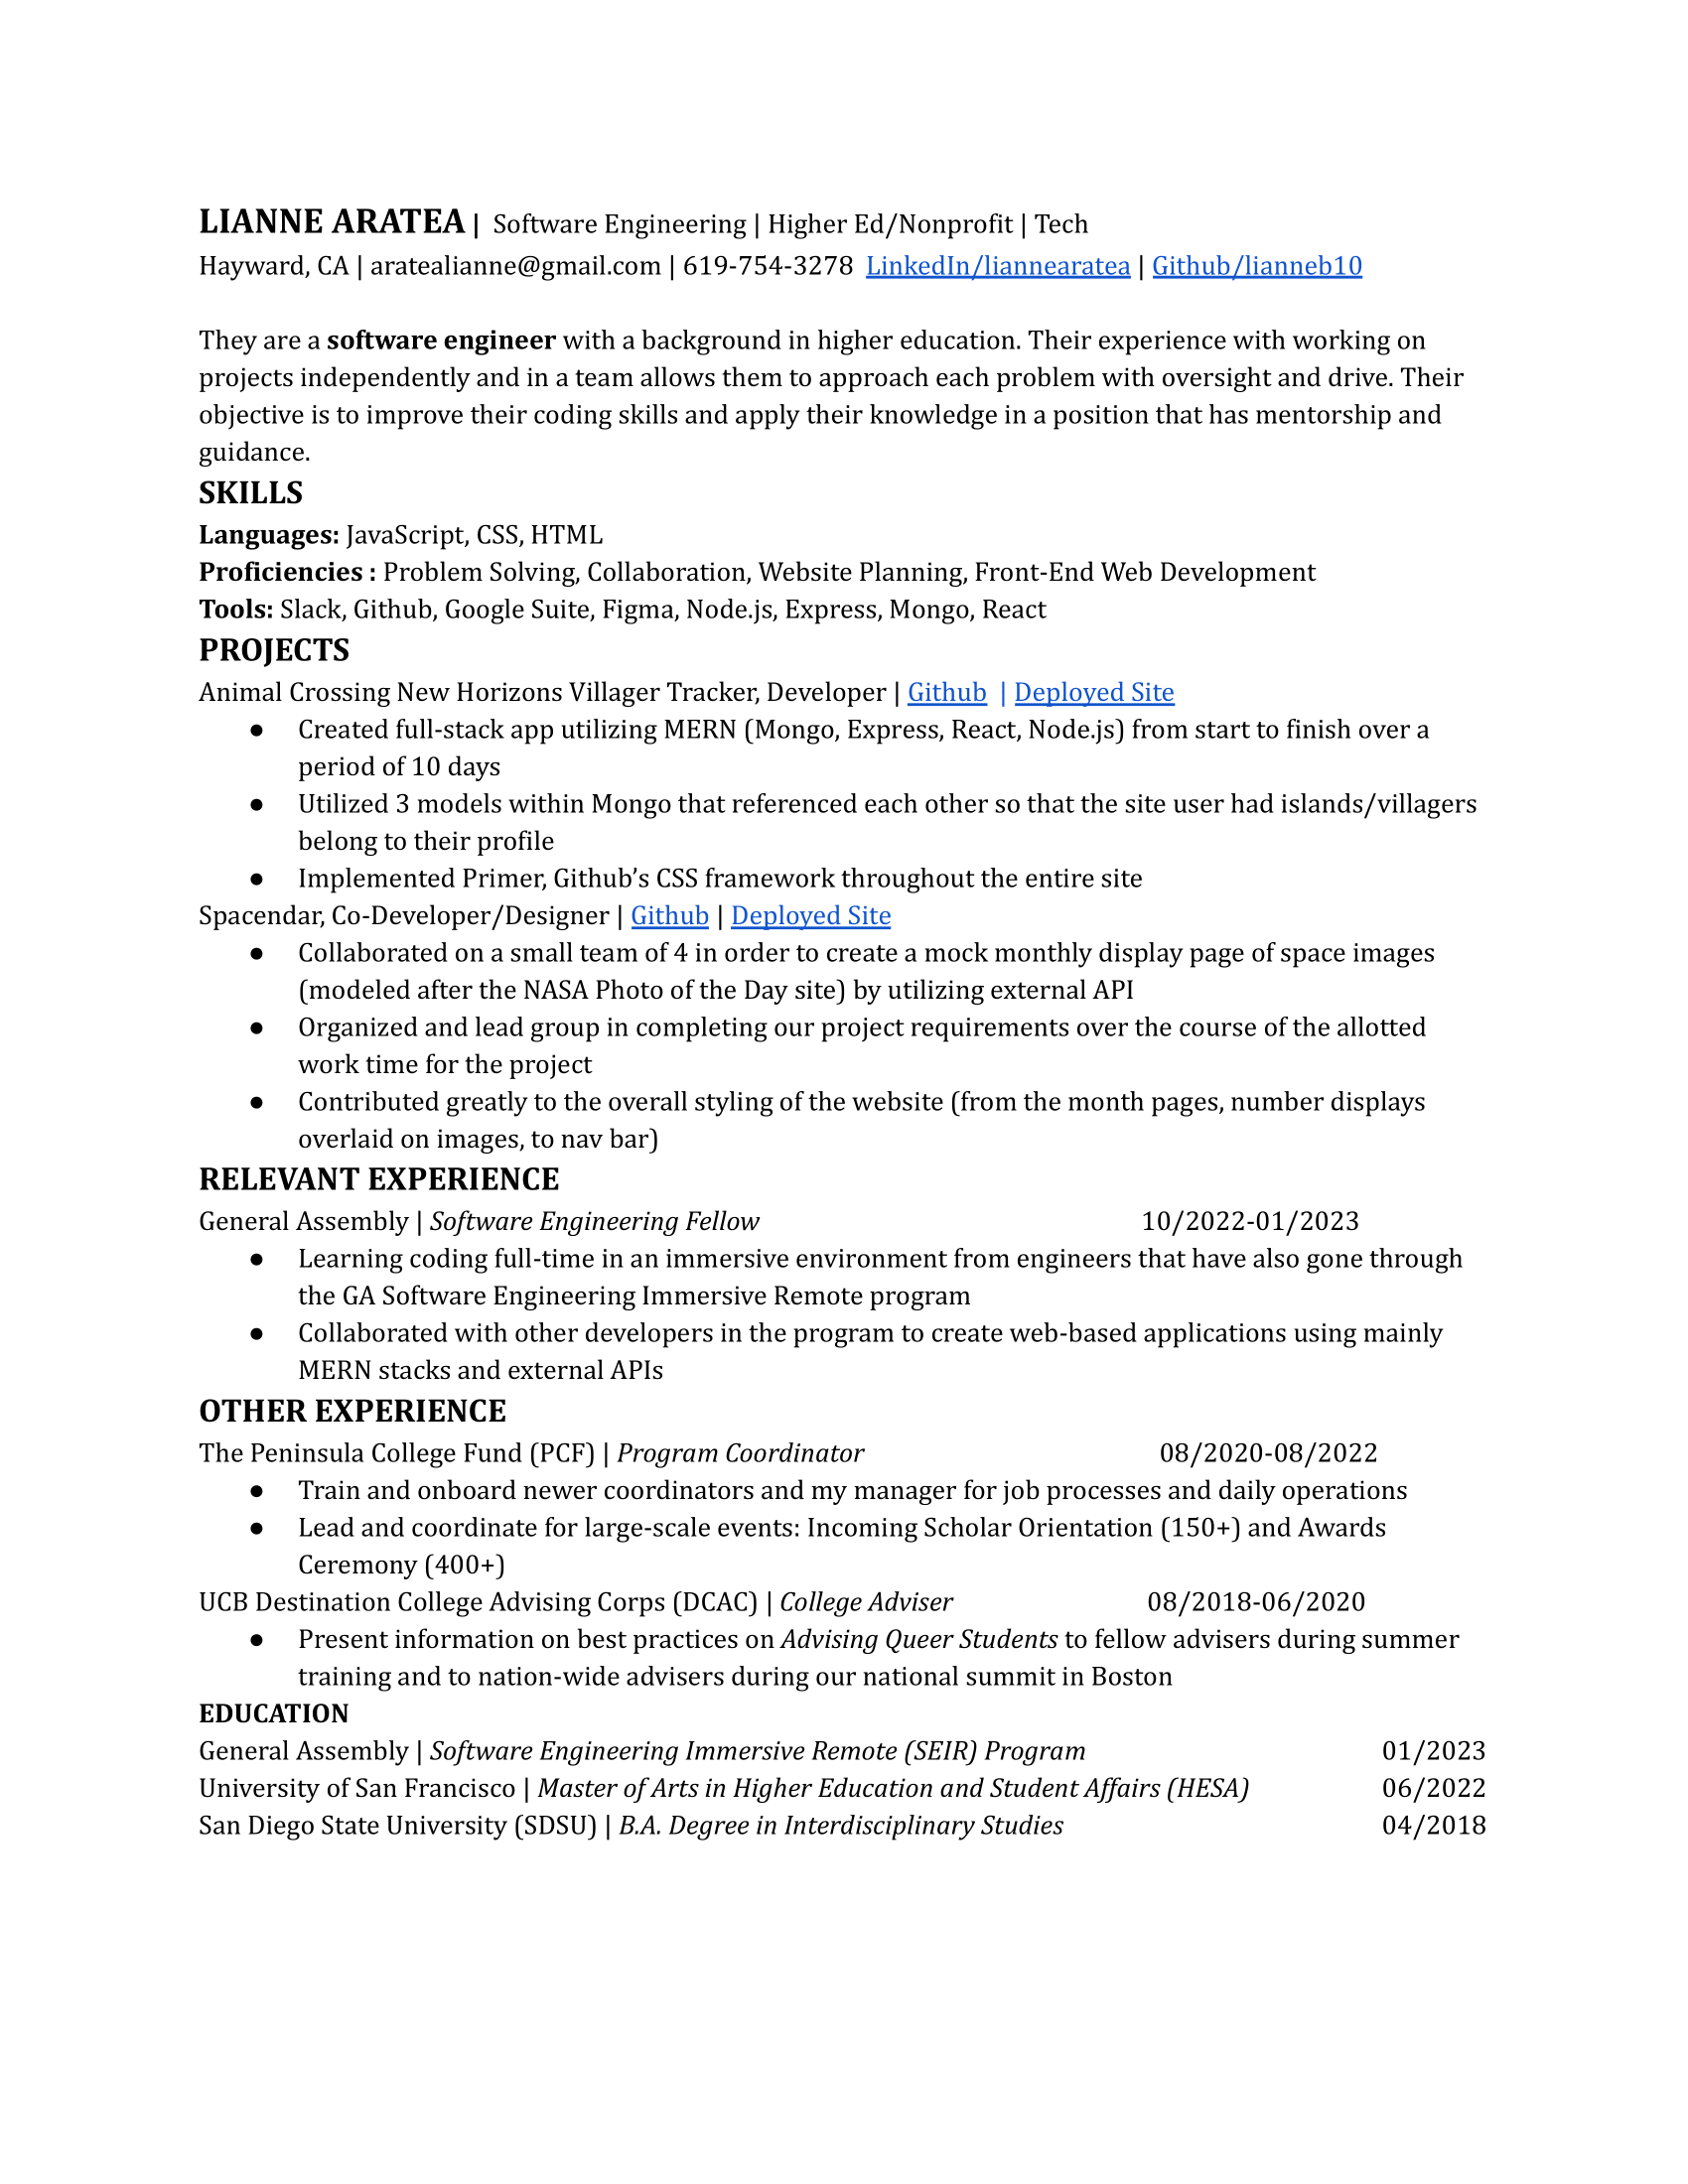 LIANNE ARATEA | Software Engineering | Higher Ed/Nonprofit | Tech
Hayward, CA | aratealianne@gmail.com | 619-754-3278 LinkedIn/liannearatea | Github/lianneb10
They are a software engineer with a background in higher education. Their experience with working on
projects independently and in a team allows them to approach each problem with oversight and drive. Their
objective is to improve their coding skills and apply their knowledge in a position that has mentorship and
guidance.
SKILLS
Languages: JavaScript, CSS, HTML
Proficiencies : Problem Solving, Collaboration, Website Planning, Front-End Web Development
Tools: Slack, Github, Google Suite, Figma, Node.js, Express, Mongo, React
PROJECTS
Animal Crossing New Horizons Villager Tracker, Developer | Github | Deployed Site
● Created full-stack app utilizing MERN (Mongo, Express, React, Node.js) from start to finish over a
period of 10 days
● Utilized 3 models within Mongo that referenced each other so that the site user had islands/villagers
belong to their profile
● Implemented Primer, Github’s CSS framework throughout the entire site
Spacendar, Co-Developer/Designer | Github | Deployed Site
● Collaborated on a small team of 4 in order to create a mock monthly display page of space images
(modeled after the NASA Photo of the Day site) by utilizing external API
● Organized and lead group in completing our project requirements over the course of the allotted
work time for the project
● Contributed greatly to the overall styling of the website (from the month pages, number displays
overlaid on images, to nav bar)
RELEVANT EXPERIENCE
General Assembly | Software Engineering Fellow 10/2022-01/2023
● Learning coding full-time in an immersive environment from engineers that have also gone through
the GA Software Engineering Immersive Remote program
● Collaborated with other developers in the program to create web-based applications using mainly
MERN stacks and external APIs
OTHER EXPERIENCE
The Peninsula College Fund (PCF) | Program Coordinator 08/2020-08/2022
● Train and onboard newer coordinators and my manager for job processes and daily operations
● Lead and coordinate for large-scale events: Incoming Scholar Orientation (150+) and Awards
Ceremony (400+)
UCB Destination College Advising Corps (DCAC) | College Adviser 08/2018-06/2020
● Present information on best practices on Advising Queer Students to fellow advisers during summer
training and to nation-wide advisers during our national summit in Boston
EDUCATION
General Assembly | Software Engineering Immersive Remote (SEIR) Program 01/2023
University of San Francisco | Master of Arts in Higher Education and Student Affairs (HESA) 06/2022
San Diego State University (SDSU) | B.A. Degree in Interdisciplinary Studies 04/2018